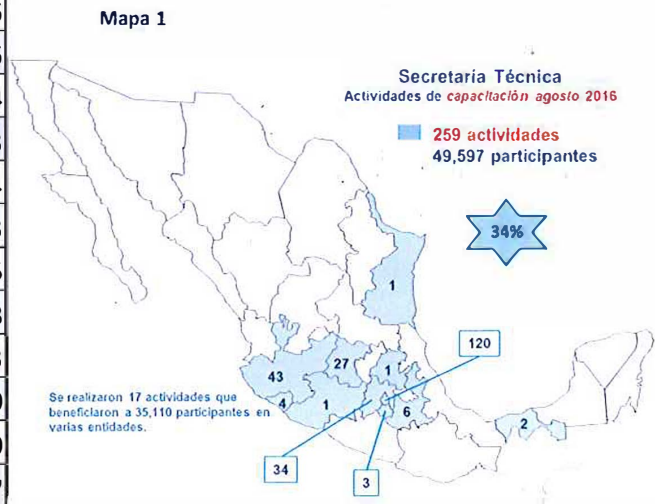 Mapa 1
Secretaría Técnica
Actividades de capacitación agosto 2016
259 actividades
49,597 participantes
34%
1
120
27
1
43
4
1
6
2
Se realizaron 17 actividades que
beneficiaron a 35,110 participantes en
varias entidades.
34
3